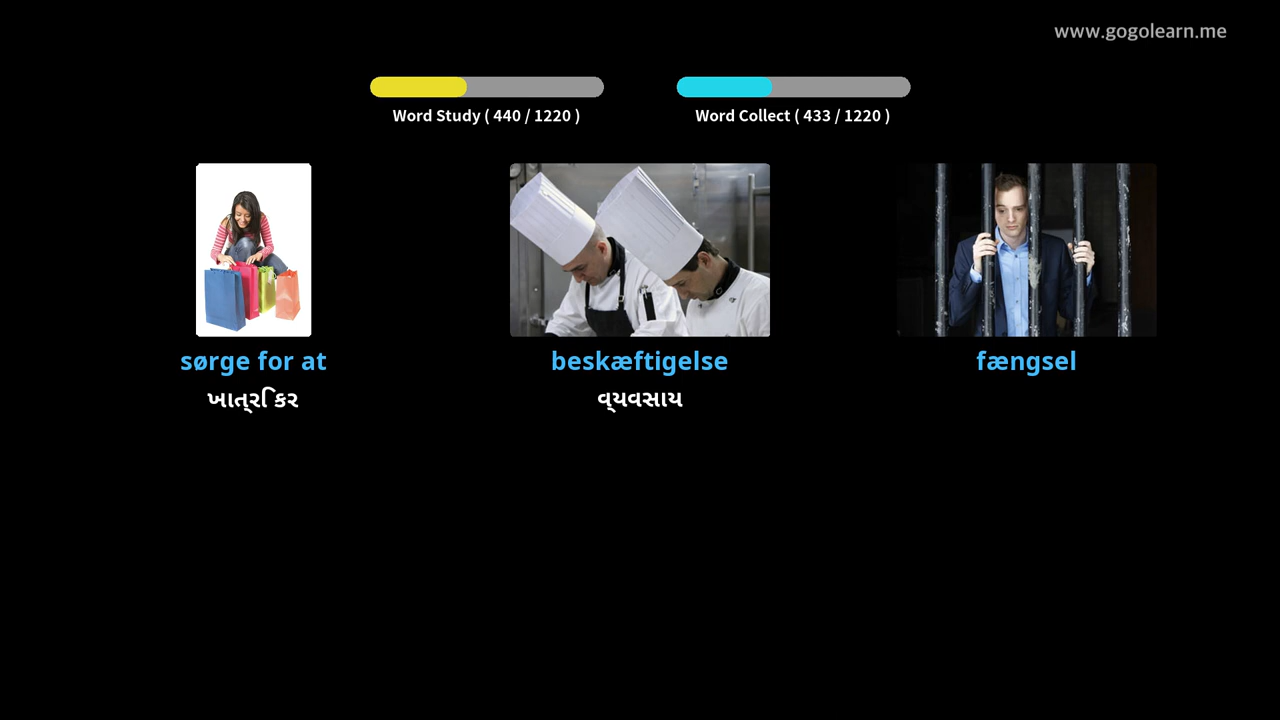 www.gogolearn.me
Word Study ( 440 / 1220 )
Word Collect ( 433 / 1220 )
sørge for at
beskæftigelse
fængsel
ખાત્રિ કર
વ્યવસાય